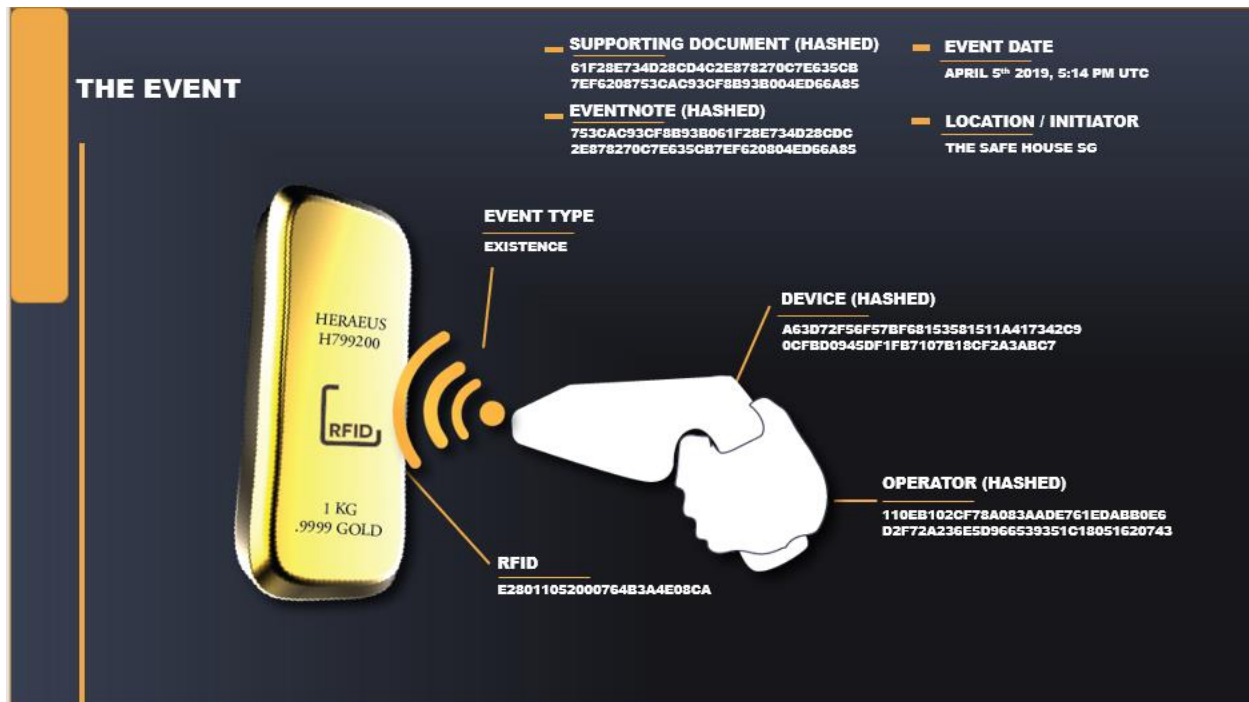 THE EVENT
SUPPORTING DOCUMENT (HASHED)
61F28E734D28CD4C2E878270C7E635CB
7EF6208753CAC93CF8B93B004ED66A85
EVENTNOTE (HASHED)
753CAC93CF8B93B061F28E734D28CDC
2E878270C7E635CB7EF620804ED66A85
EVENT DATE
APRIL 5th 2019, 5:14 PM UTC
LOCATION / INITIATOR
THE SAFE HOUSE SG
EVENT TYPE
EXISTENCE
HERAEUS
H799200
RFID
1 KG
.9999 GOLD
DEVICE (HASHED)
A63D72F56F57BF68153581511A417342C9
0CFBD0945DF1FB7107B18CF2A3ABC7
OPERATOR (HASHED)
110EB102CF78A083AADE761EDABB0E6
D2F72A236E5D966539351C18051620743
RFID
E28011052000764B3A4E08CA